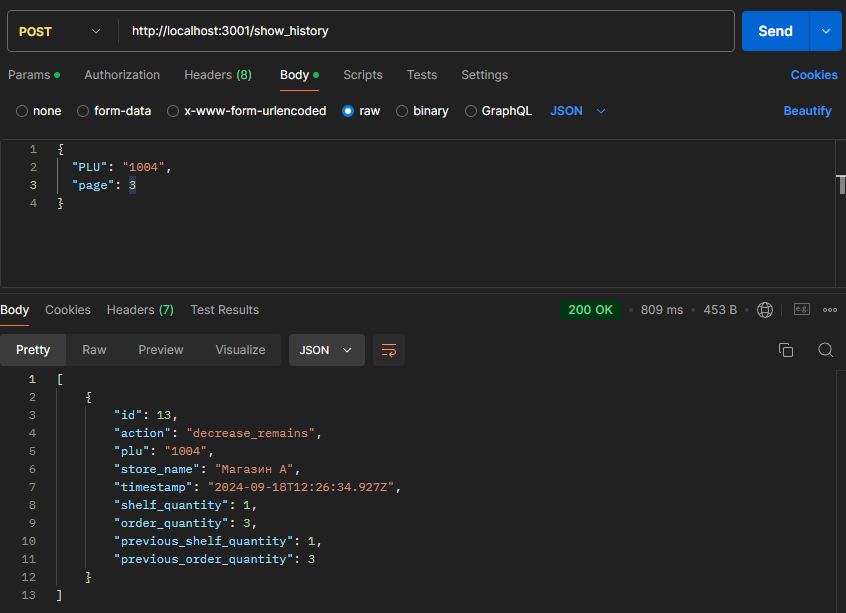 POST http://localhost:3001/show_history Send
Params Authorization Headers (8) Body Scripts Tests Settings Cookies
none form-data x-www-form-urlencoded raw binary GraphQL JSON Beautify
1 {
2 "PLU": "1004",
3 "page": 3
4 }
Body Cookies Headers (7) Test Results 200 OK 809 ms 453 B e.g.
Pretty Raw Preview Visualize JSON
1 [
2 {
3 "id": 13,
4 "action": "decrease_remains",
5 "plu": "1004",
6 "store_name": "Магазин А",
7 "timestamp": "2024-09-18T12:26:34.927Z",
8 "shelf_quantity": 1,
9 "order_quantity": 3,
10 "previous_shelf_quantity": 1,
11 "previous_order_quantity": 3
12 }
13 ]